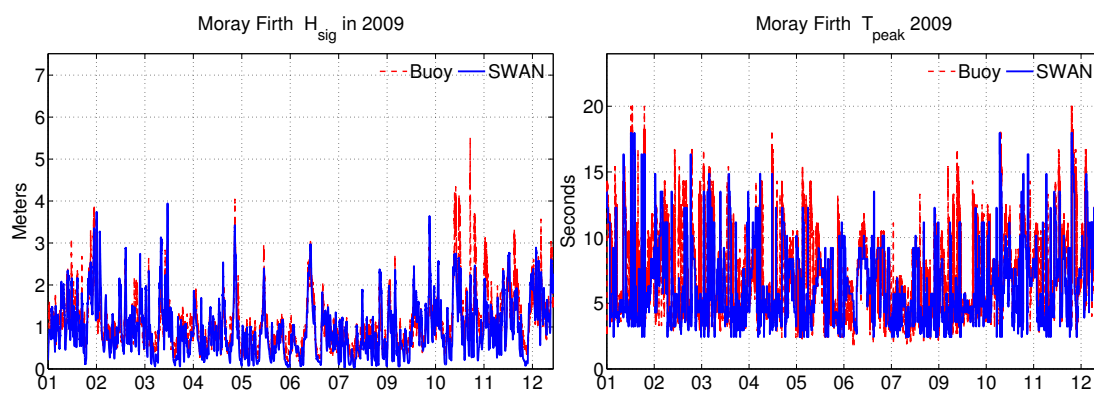 Moray Firth H_sig in 2009
Buoy SWAN
Meters
7
6
5
4
3
2
1
0
01 02 03 04 05 06 07 08 09 10 11 12
Moray Firth T_peak 2009
Buoy SWAN
Seconds
20
15
10
5
0
01 02 03 04 05 06 07 08 09 10 11 12